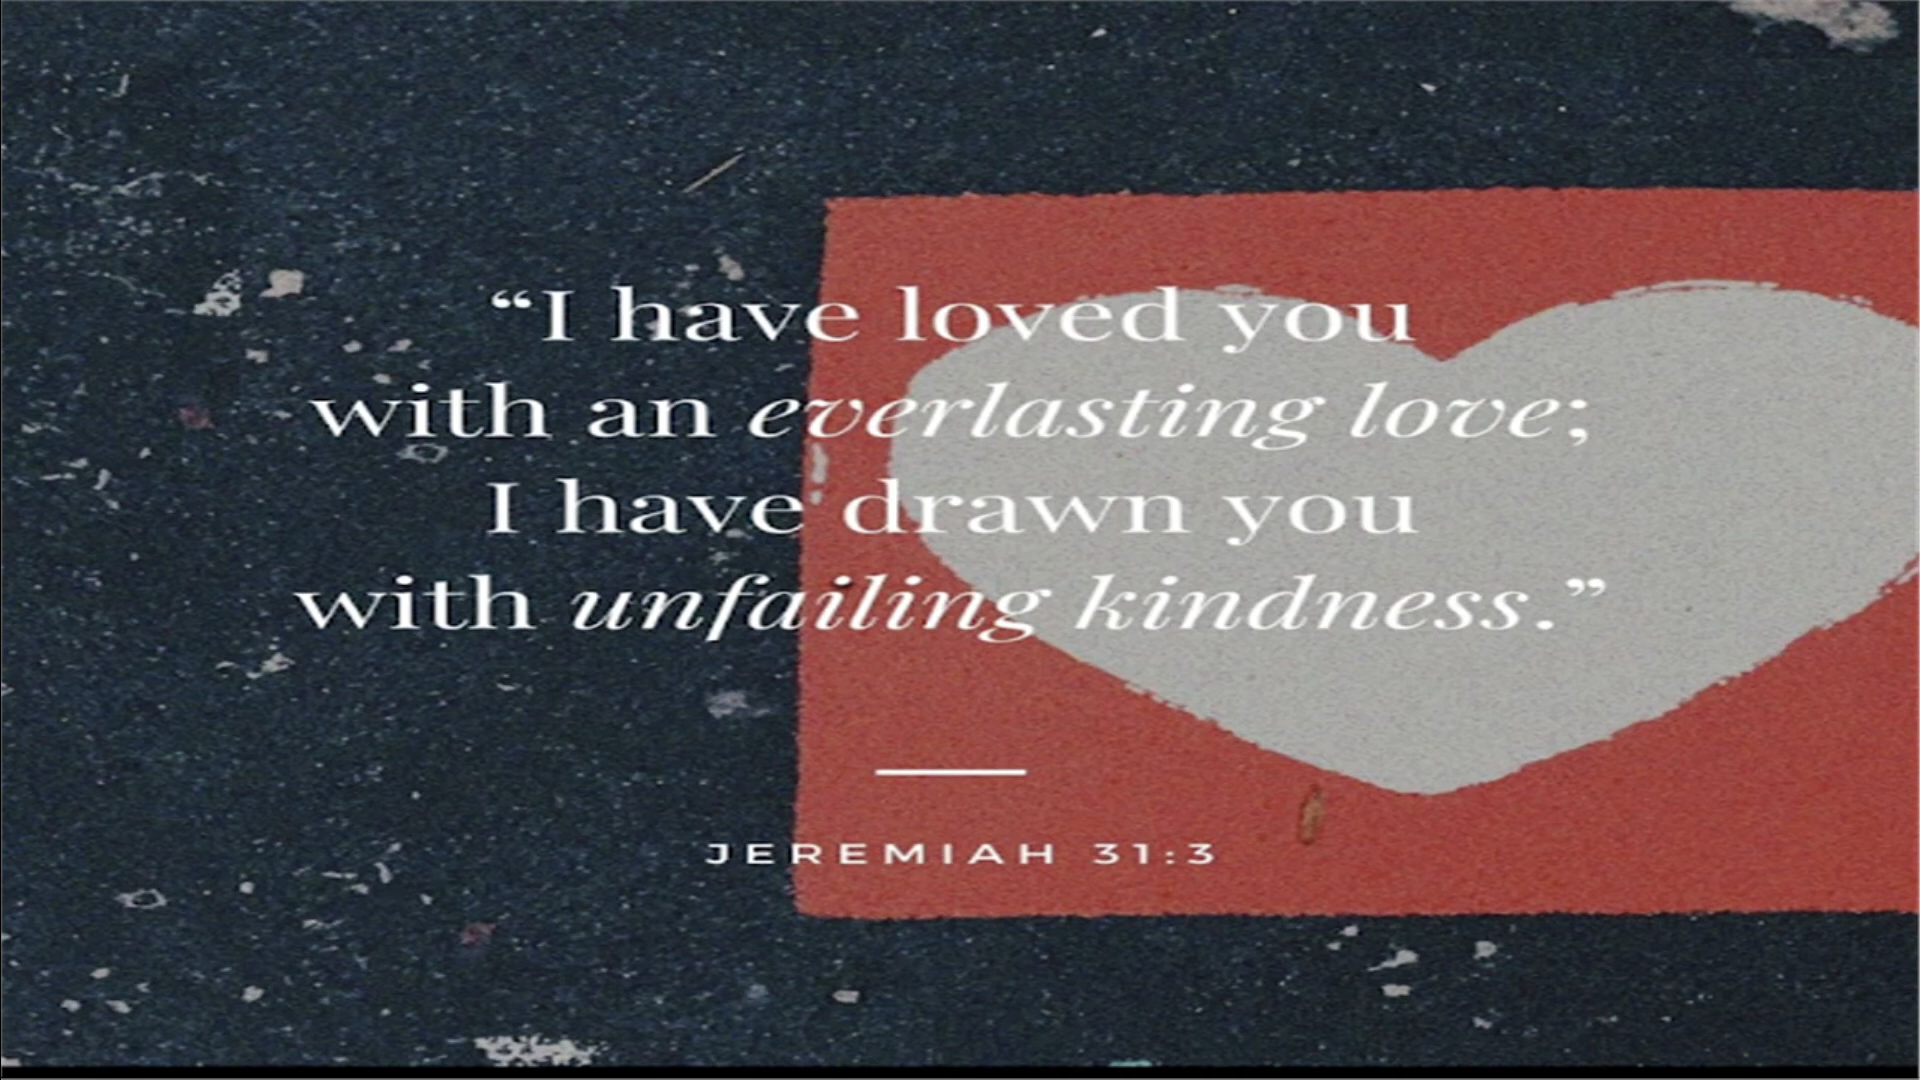 “I have loved you
with an everlasting love;
I have drawn you
with unfailing kindness.”
JEREMIAH 31:3